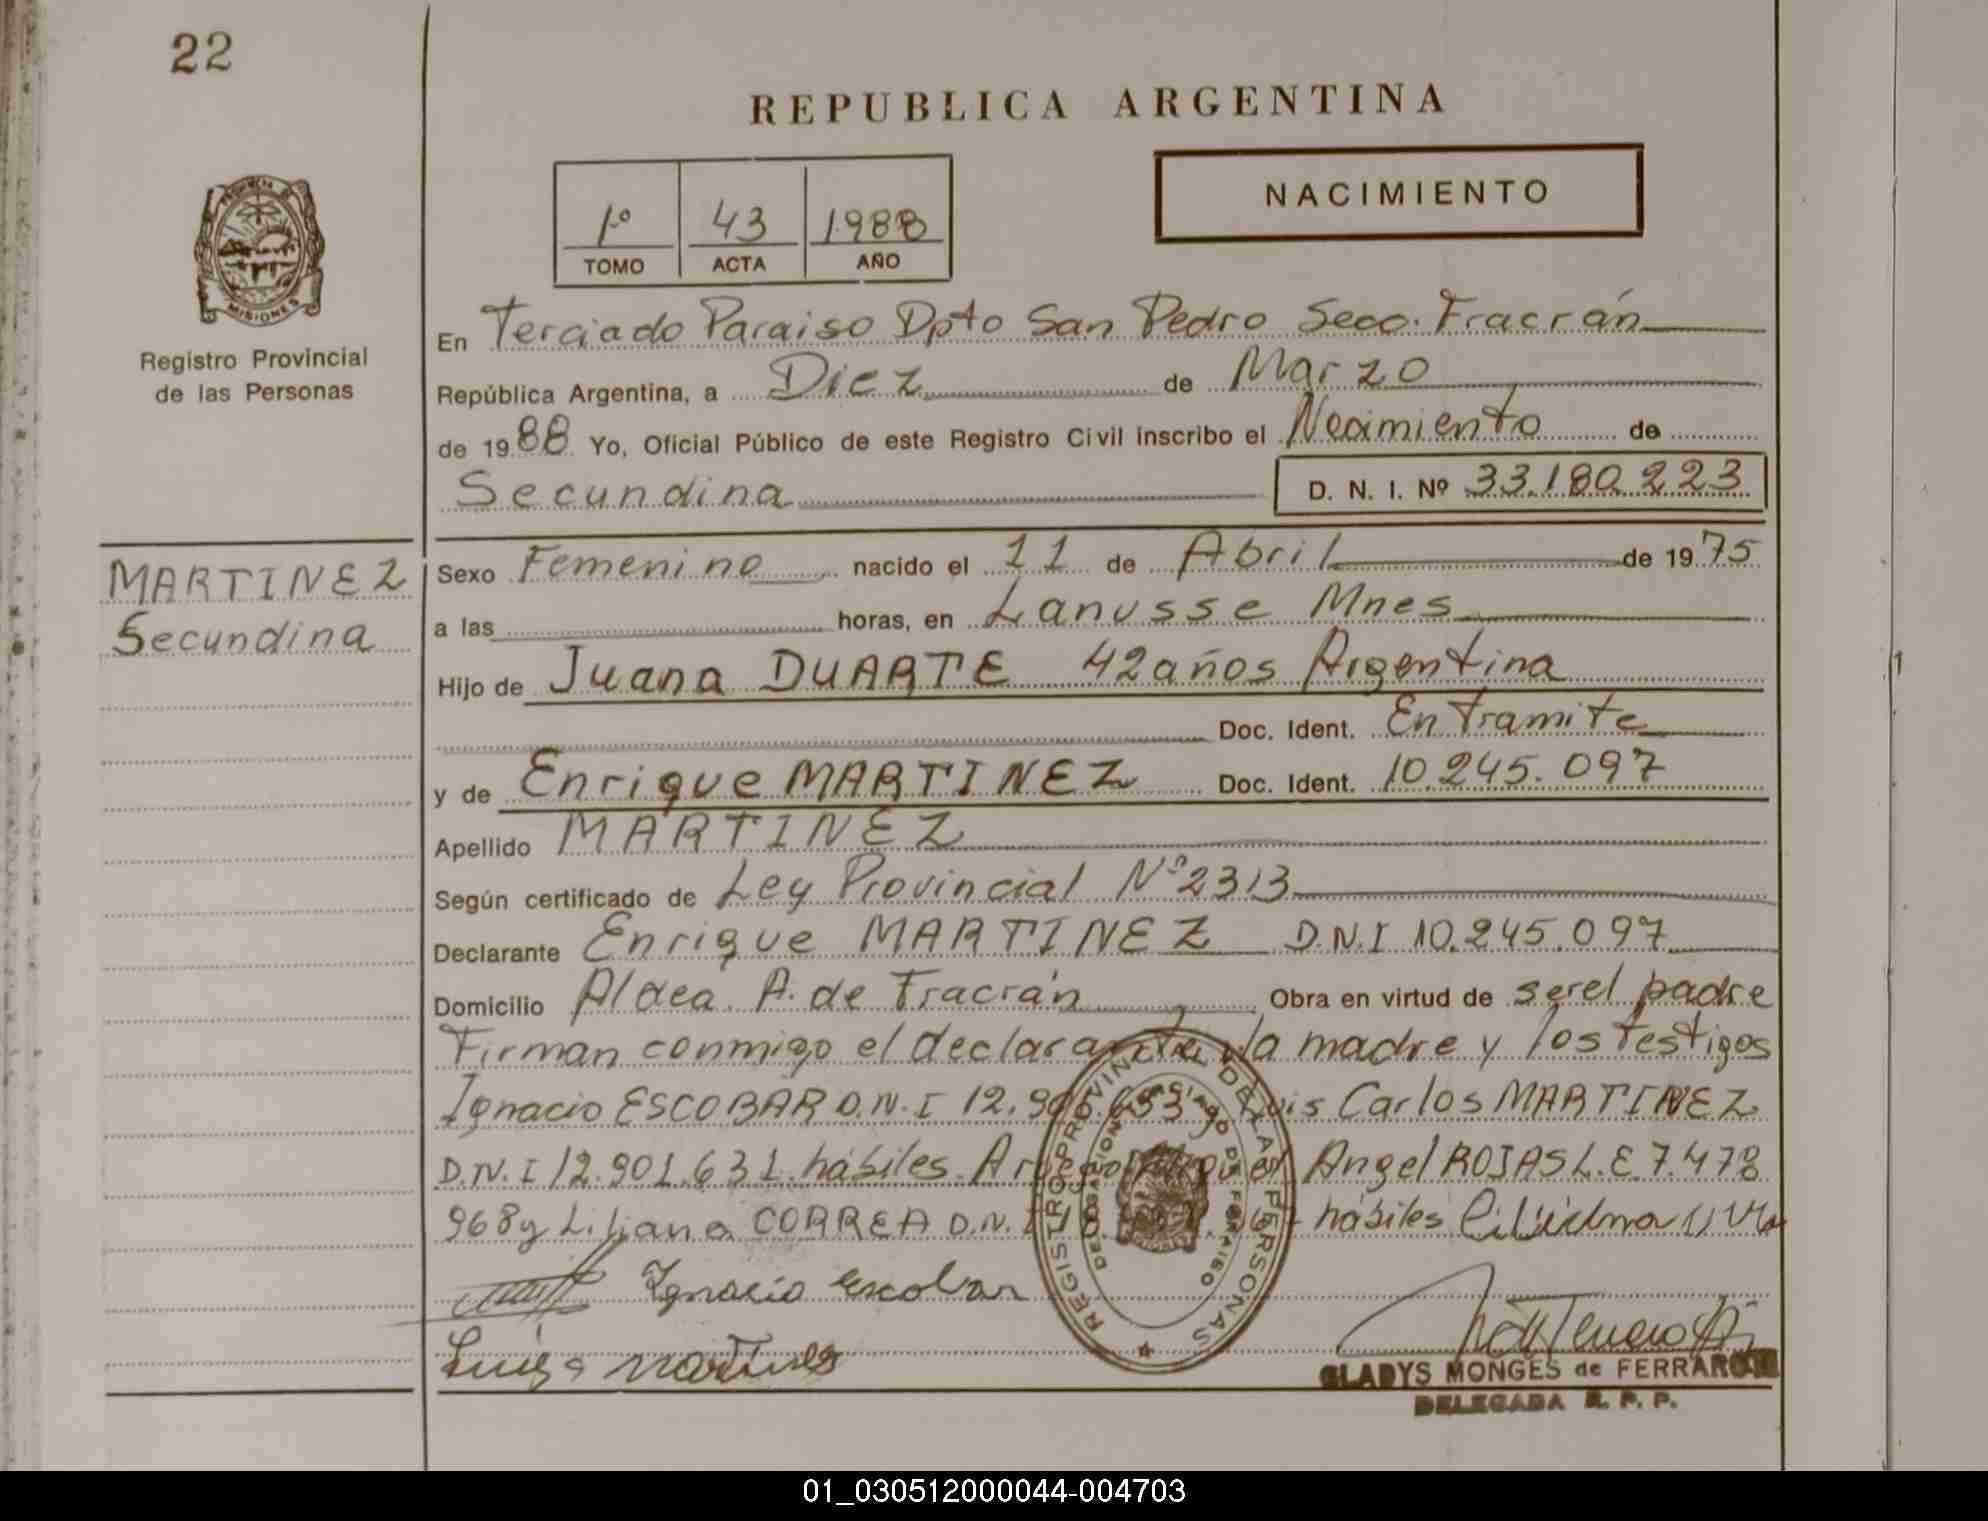 22
REPUBLICA ARGENTINA
NACIMIENTO
1º 43 1988
TOMO ACTA AÑO
MISIONES
Registro Provincial
de las Personas
En Terciado Paraiso Dpto San Pedro Secc. Fracrán
República Argentina, a Diez de Marzo
de 1988 Yo, Oficial Público de este Registro Civil inscribo el Nacimiento de
Secundina D. N. I. Nº 33.180.223
MARTINEZ
Secundina
Sexo Femenino nacido el 11 de Abril de 1975
a las horas, en Lanusse Mnes
Hijo de Juana DUARTE 42 años Argentina
Doc. Ident. En Tramite
y de Enrique MARTINEZ Doc. Ident. 10.245.097
Apellido MARTINEZ
Según certificado de Ley Provincial Nº 2313
Declarante Enrique MARTINEZ D.N.I 10.245.097
Domicilio Aldea A. de Fracrán Obra en virtud de ser el padre
Firman conmigo el declarante, la madre y los testigos
Ignacio ESCOBAR D.N.I 12. y Luis Carlos MARTINEZ
D.N.I 12.901.631 hábiles. A ruego Angel ROJAS L.E 7.478
968 y Liliana CORREA D.N.I hábiles
Ignacio escobar
Luis c martines
REGISTRO PROVINCIAL DE LAS PERSONAS
GLADYS MONGES de FERRARO
DELEGADA R. P. P.
01_030512000044-004703